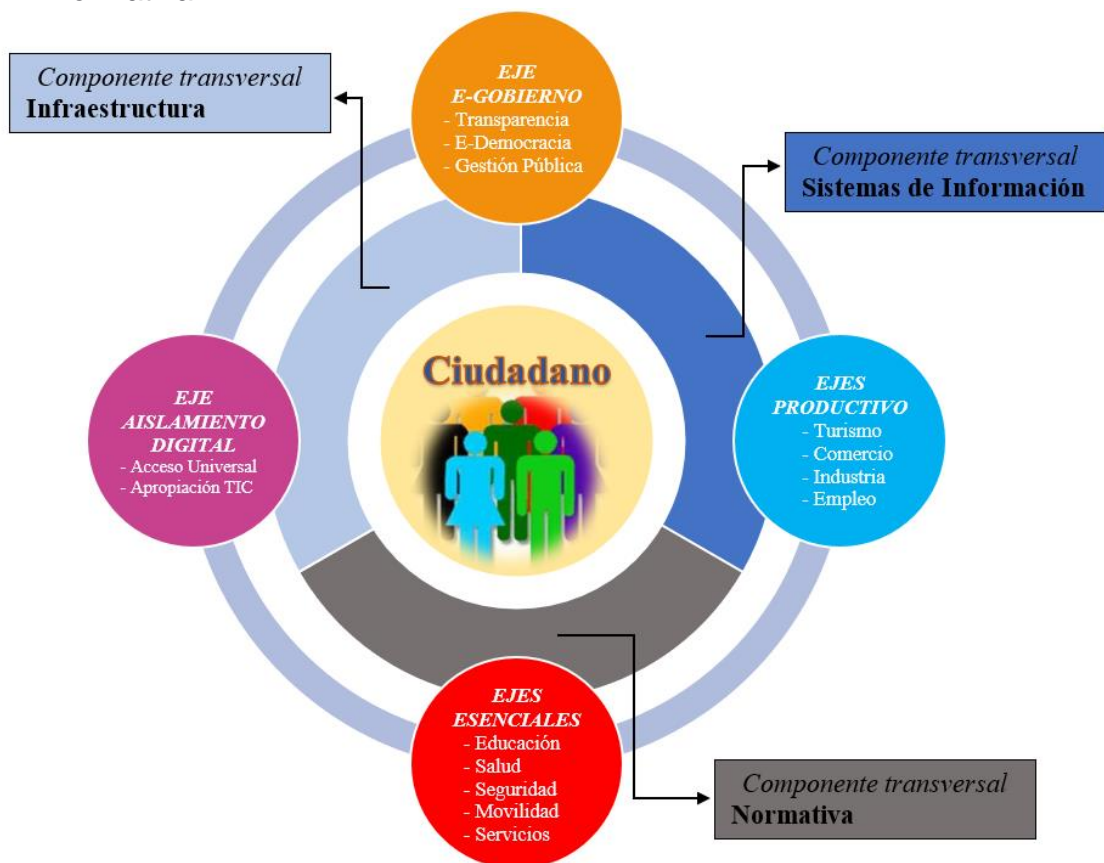 Componente transversal
Infraestructura
EJE
E-GOBIERNO
- Transparencia
- E-Democracia
- Gestión Pública
Componente transversal
Sistemas de Información
Ciudadano
EJE
AISLAMIENTO
DIGITAL
- Acceso Universal
- Apropiación TIC
EJES
PRODUCTIVO
- Turismo
- Comercio
- Industria
- Empleo
EJES
ESENCIALES
- Educación
- Salud
- Seguridad
- Movilidad
- Servicios
Componente transversal
Normativa